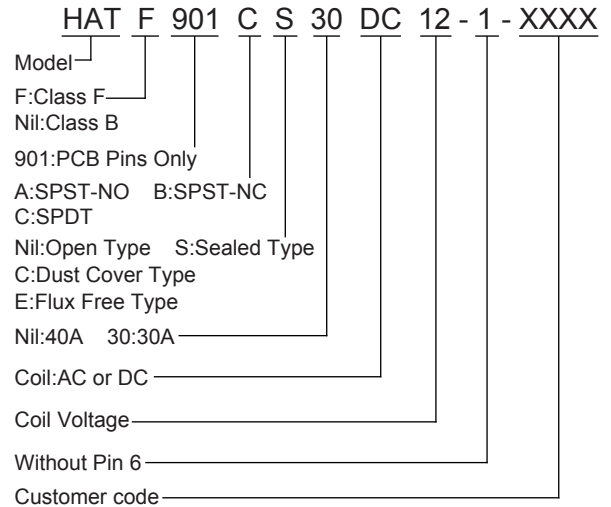 HAT F 901 C S 30 DC 12 - 1 - XXXX
Model
F:Class F
Nil:Class B
901:PCB Pins Only
A:SPST-NO B:SPST-NC
C:SPDT
Nil:Open Type S:Sealed Type
C:Dust Cover Type
E:Flux Free Type
Nil:40A 30:30A
Coil:AC or DC
Coil Voltage
Without Pin 6
Customer code